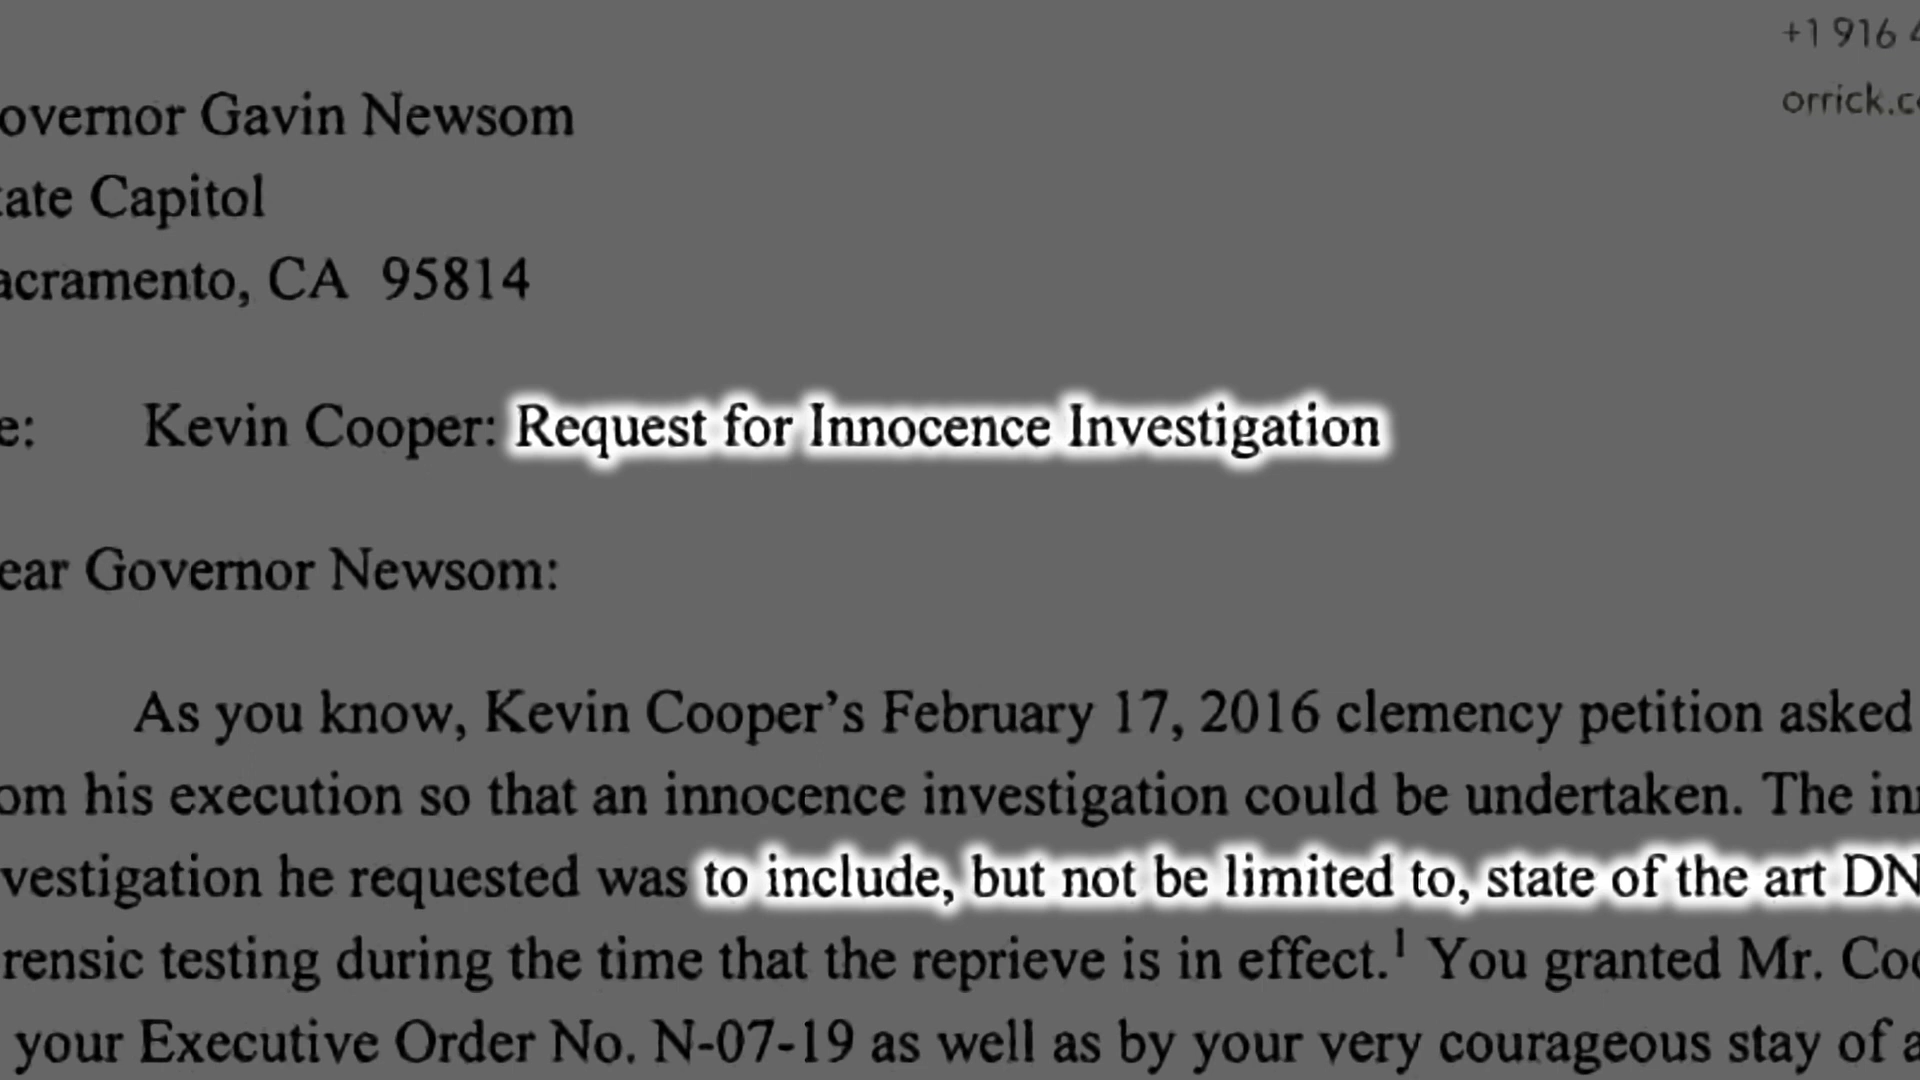 +1 916 4
orrick.c
overnor Gavin Newsom
tate Capitol
acramento, CA 95814
e: Kevin Cooper: Request for Innocence Investigation
ear Governor Newsom:
As you know, Kevin Cooper’s February 17, 2016 clemency petition asked
om his execution so that an innocence investigation could be undertaken. The in
vestigation he requested was to include, but not be limited to, state of the art DN
rensic testing during the time that the reprieve is in effect.¹ You granted Mr. Coo
your Executive Order No. N-07-19 as well as by your very courageous stay of a